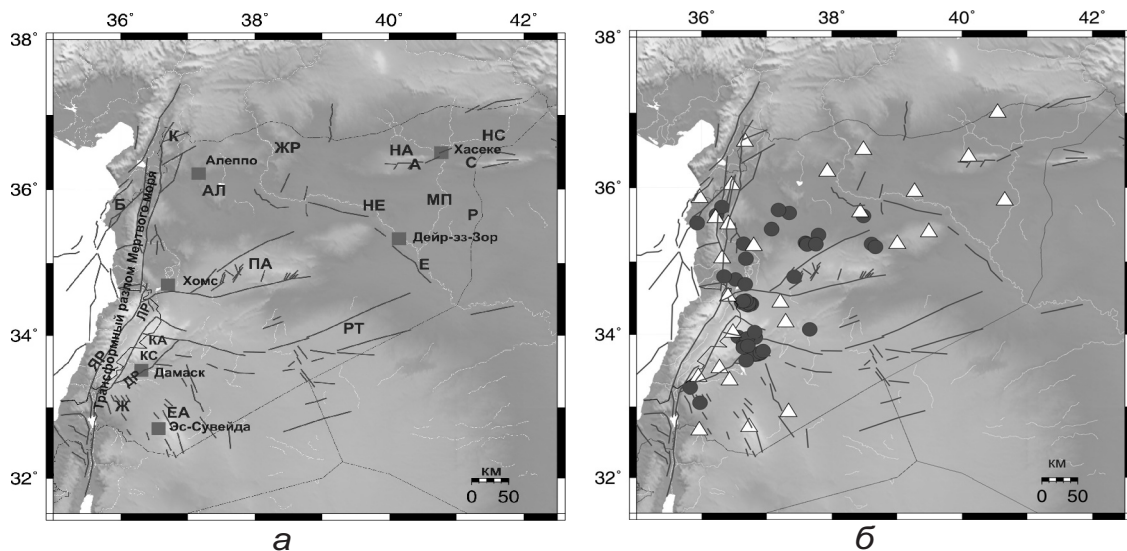 36° 38° 40° 42°
38°
36°
34°
32°
К
Алеппо
АЛ
ЖР
НА
А
НС
Хасеке
С
Б
НЕ
МП
Р
Дейр-эз-Зор
Е
ПА
Хомс
ЛР
Трансформный разлом Мертвого моря
РТ
КА
КС
ЯР
ДР
Дамаск
Ж
ЕА
Эс-Сувейда
км
0 50
а
36° 38° 40° 42°
38°
36°
34°
32°
км
0 50
б